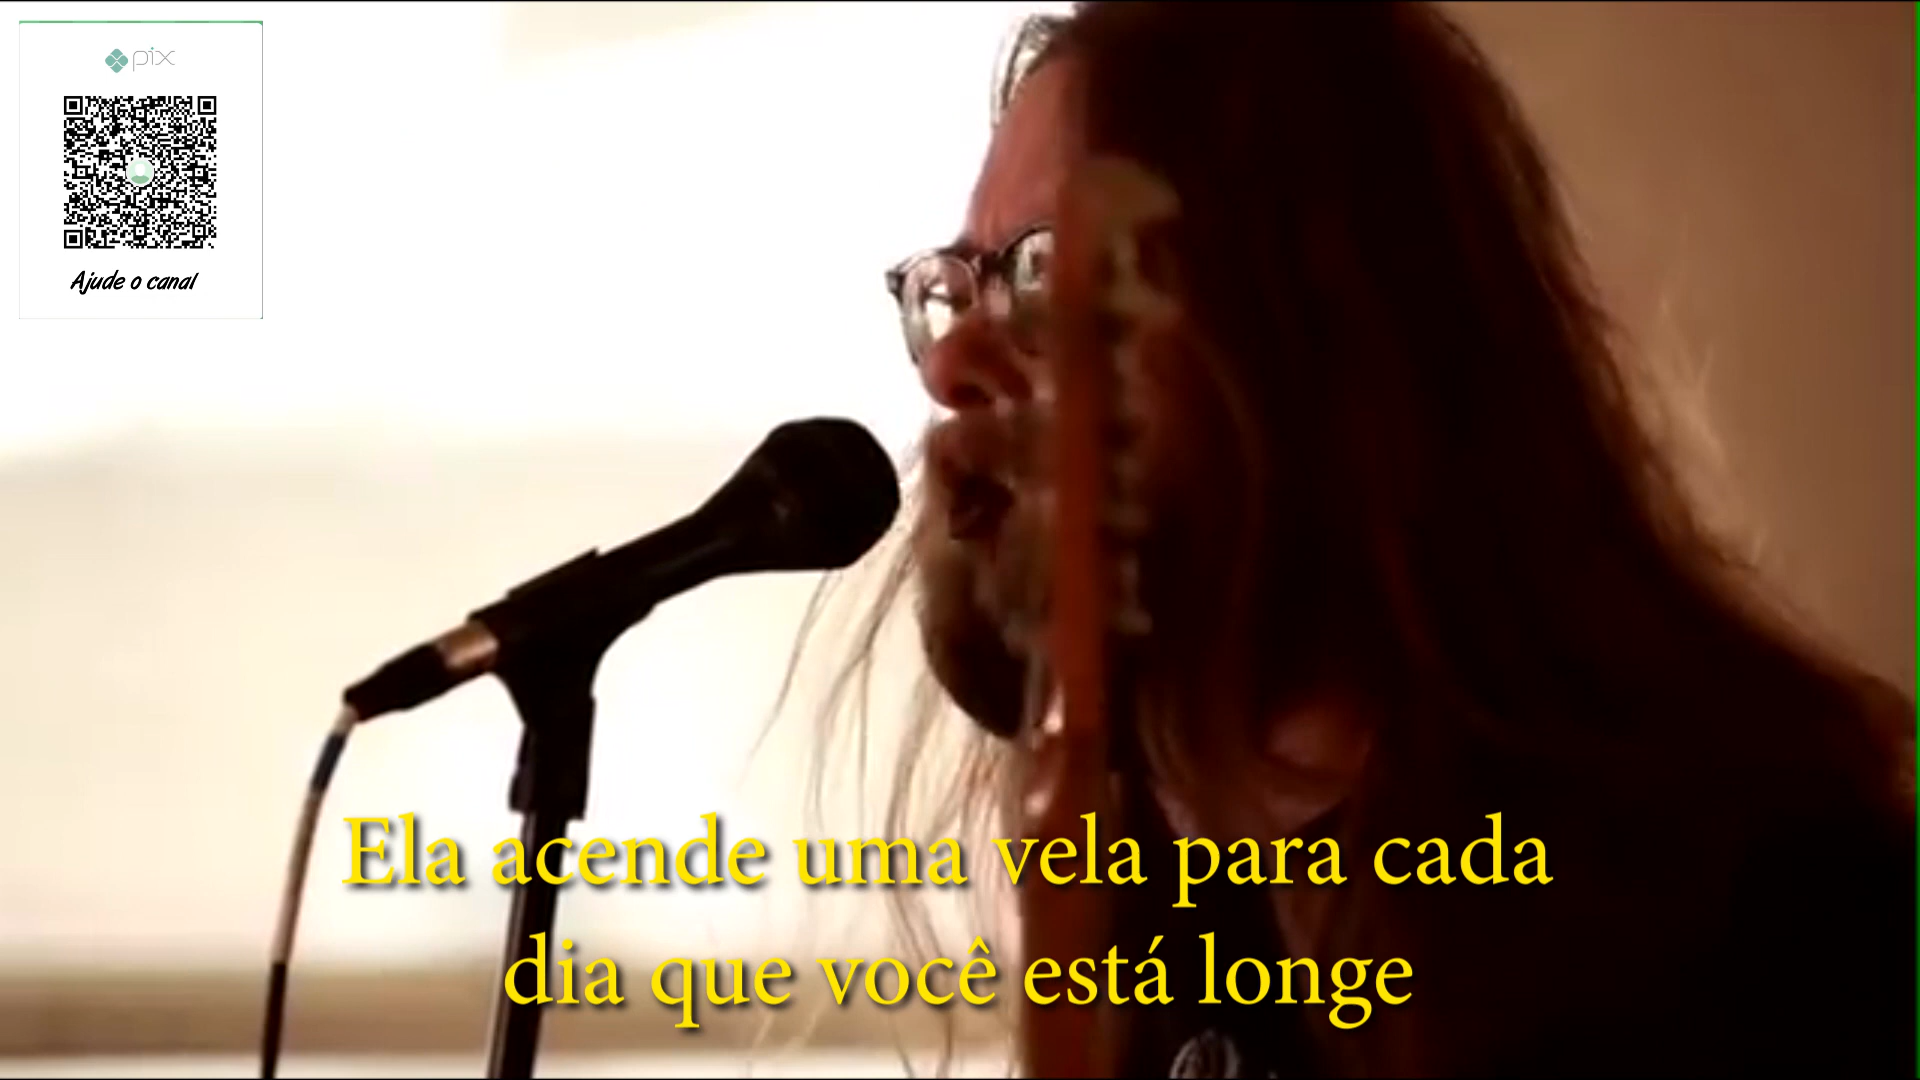 pix
Ajude o canal
Ela acende uma vela para cada
dia que você está longe